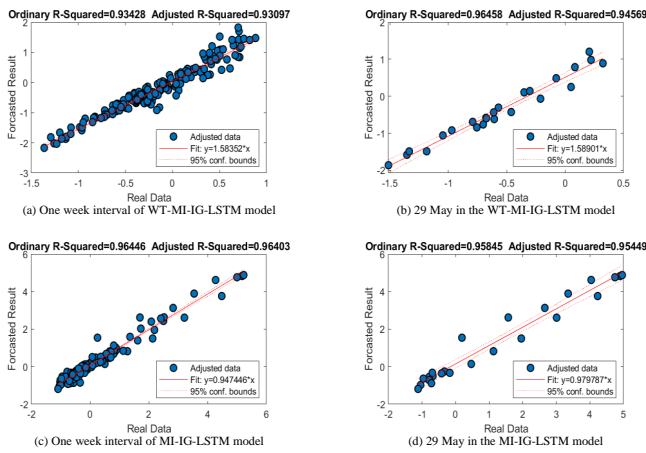 Ordinary R-Squared=0.93428 Adjusted R-Squared=0.93097
Forcasted Result
3
2
1
0
-1
-2
-3
Adjusted data
Fit: y=1.58352*x
95% conf. bounds
-1.5 -1 -0.5 0 0.5 1
Real Data
(a) One week interval of WT-MI-IG-LSTM model
Ordinary R-Squared=0.96458 Adjusted R-Squared=0.94569
Forcasted Result
2
1
0
-1
-2
Adjusted data
Fit: y=1.58901*x
95% conf. bounds
-1.5 -1 -0.5 0 0.5
Real Data
(b) 29 May in the WT-MI-IG-LSTM model
Ordinary R-Squared=0.96446 Adjusted R-Squared=0.96403
Forcasted Result
6
4
2
0
-2
Adjusted data
Fit: y=0.947446*x
95% conf. bounds
-2 0 2 4 6
Real Data
(c) One week interval of MI-IG-LSTM model
Ordinary R-Squared=0.95845 Adjusted R-Squared=0.95449
Forcasted Result
6
4
2
0
-2
Adjusted data
Fit: y=0.979787*x
95% conf. bounds
-2 -1 0 1 2 3 4 5
Real Data
(d) 29 May in the MI-IG-LSTM model